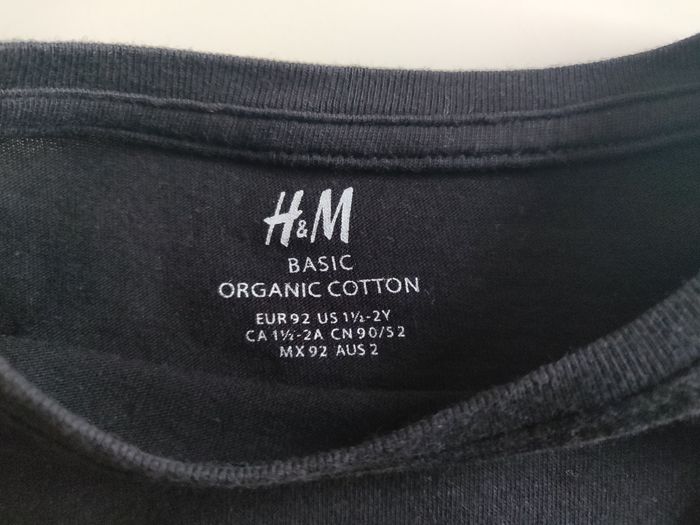 H&M
BASIC
ORGANIC COTTON
EUR 92 US 1½-2Y
CA 1½-2A CN 90/52
MX 92 AUS 2